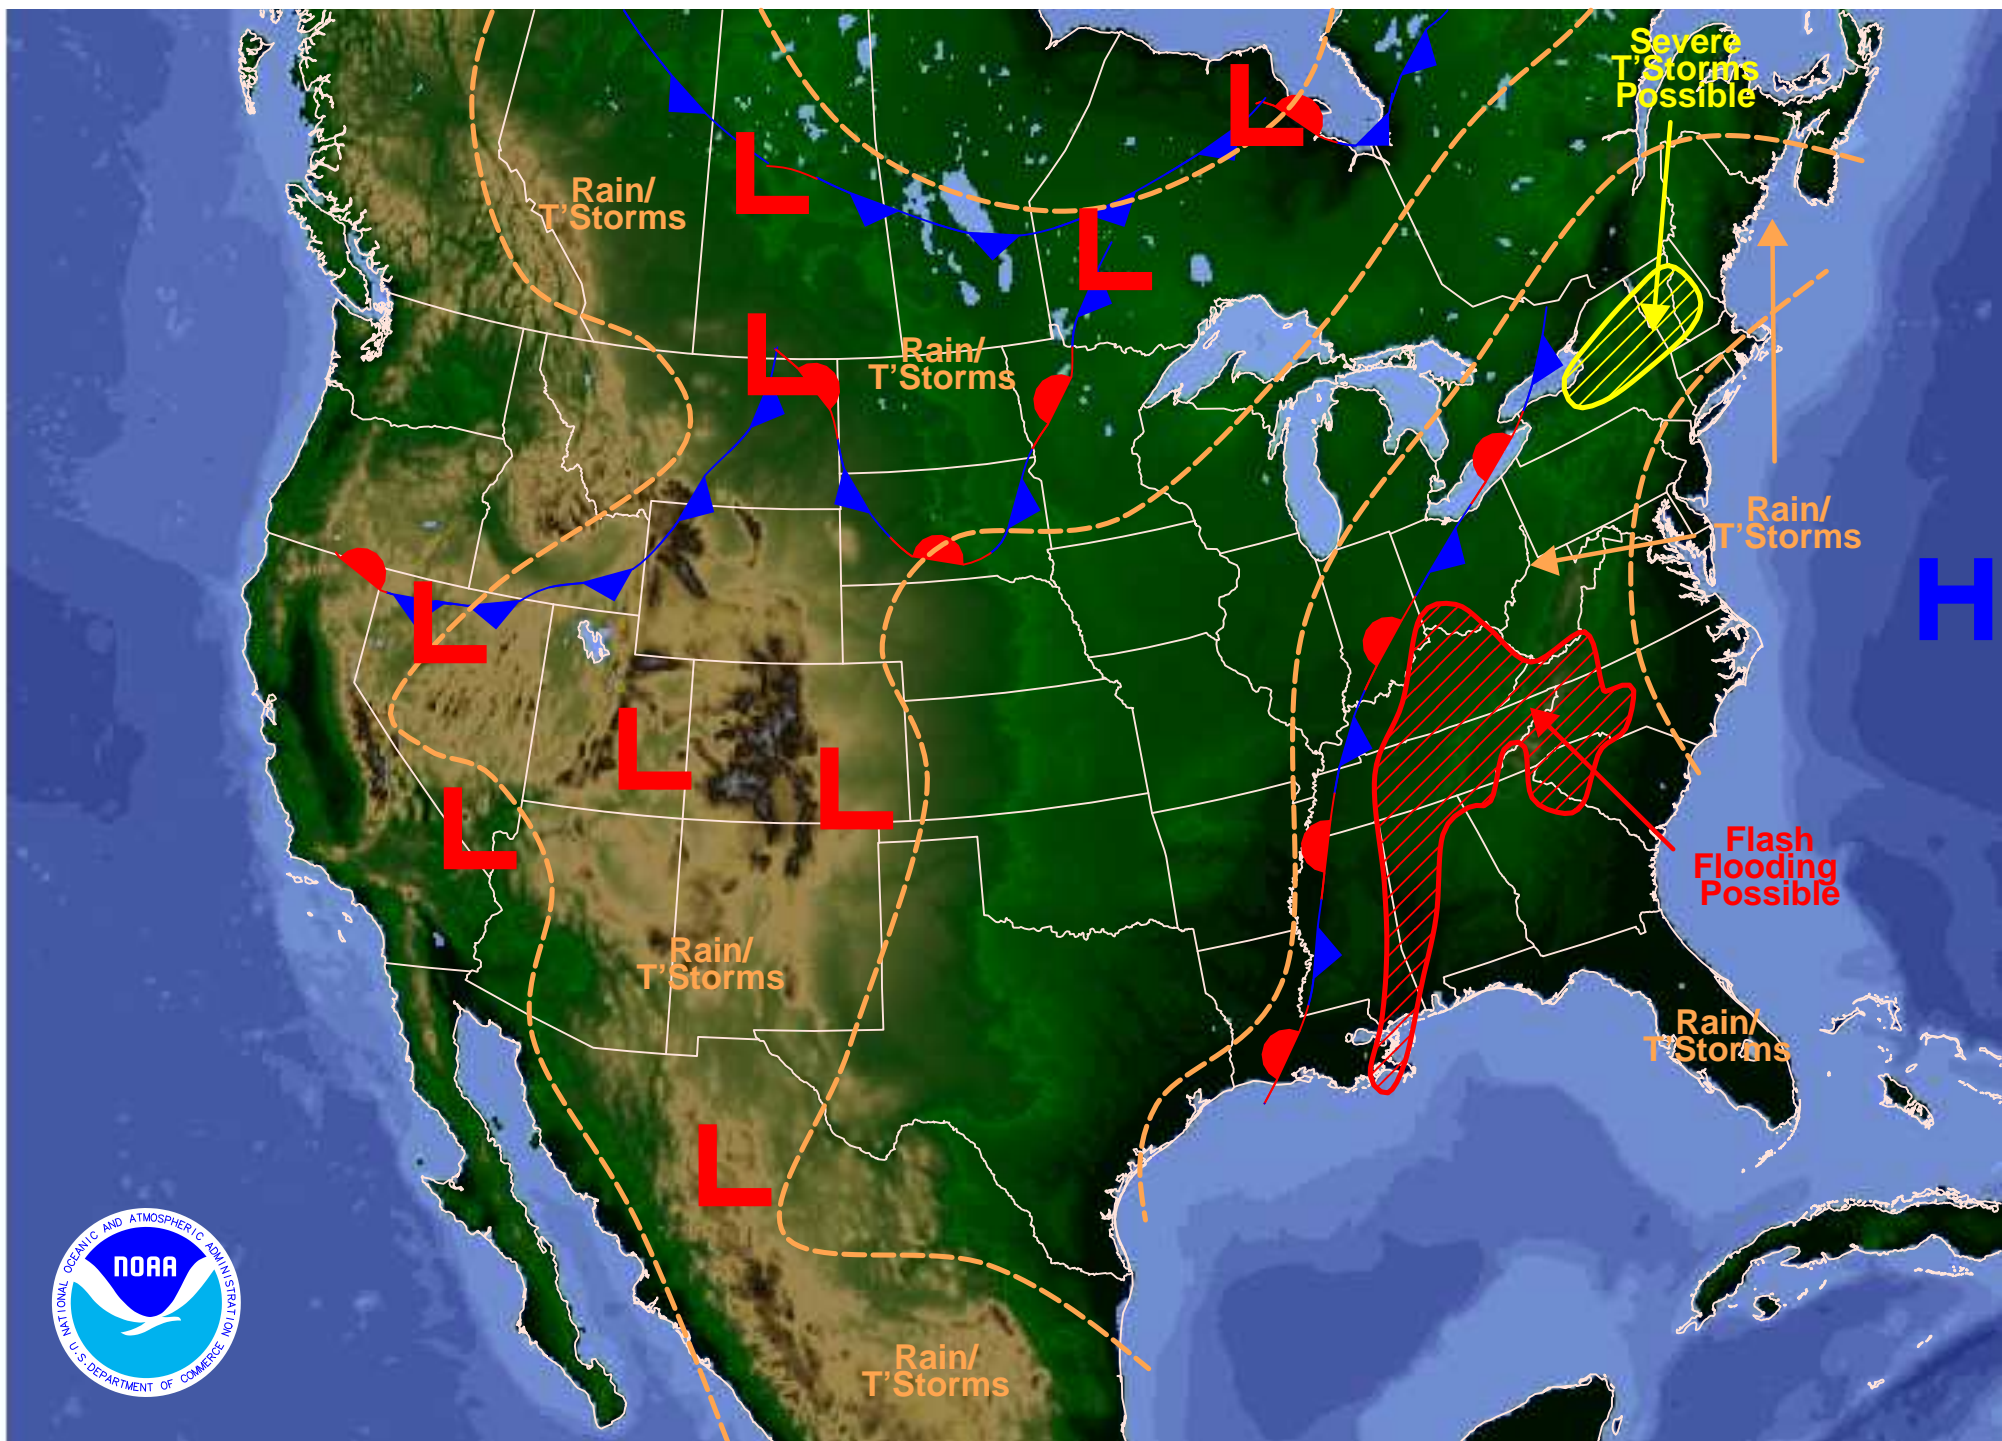 Severe
T'Storms
Possible
Rain/
T'Storms
L
L
L
L
Rain/
T'Storms
Rain/
T'Storms
H
L
L
L
L
Flash
Flooding
Possible
Rain/
T'Storms
Rain/
T'Storms
L
Rain/
T'Storms
NATIONAL OCEANIC AND ATMOSPHERIC ADMINISTRATION
NOAA
U.S. DEPARTMENT OF COMMERCE